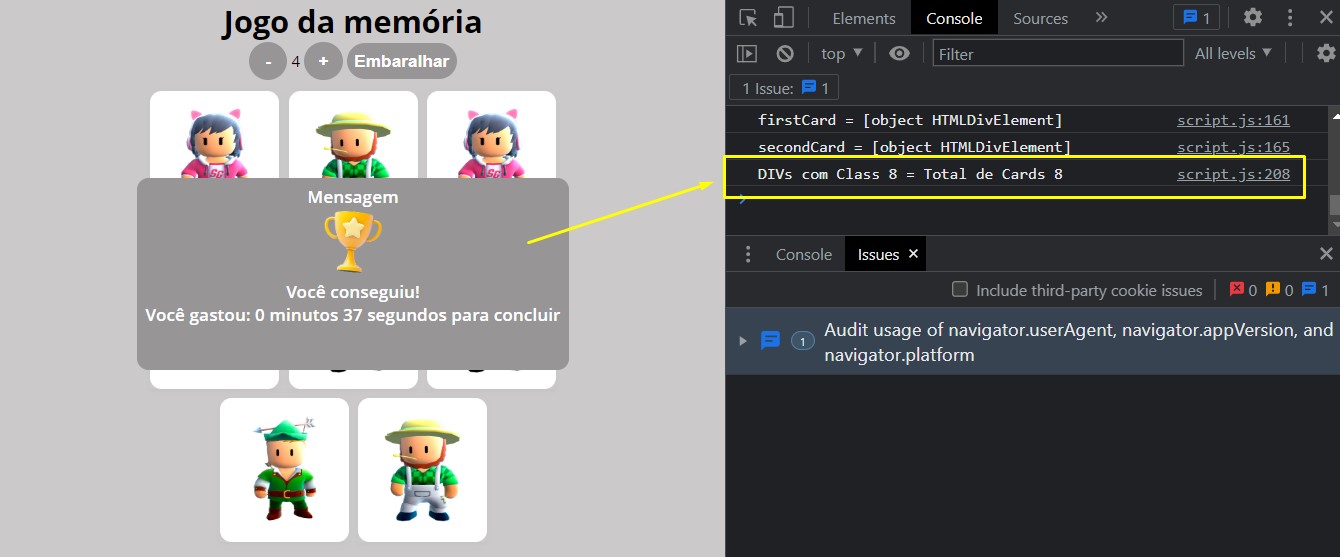 Jogo da memória
- 4 + Embaralhar
SG
SG
Mensagem
Você conseguiu!
Você gastou: 0 minutos 37 segundos para concluir
Elements Console Sources » 1
top Filter All levels
1 Issue: 1
firstCard = [object HTMLDivElement] script.js:161
secondCard = [object HTMLDivElement] script.js:165
DIVs com Class 8 = Total de Cards 8 script.js:208
Console Issues
Include third-party cookie issues 0 0 1
1 Audit usage of navigator.userAgent, navigator.appVersion, and
navigator.platform